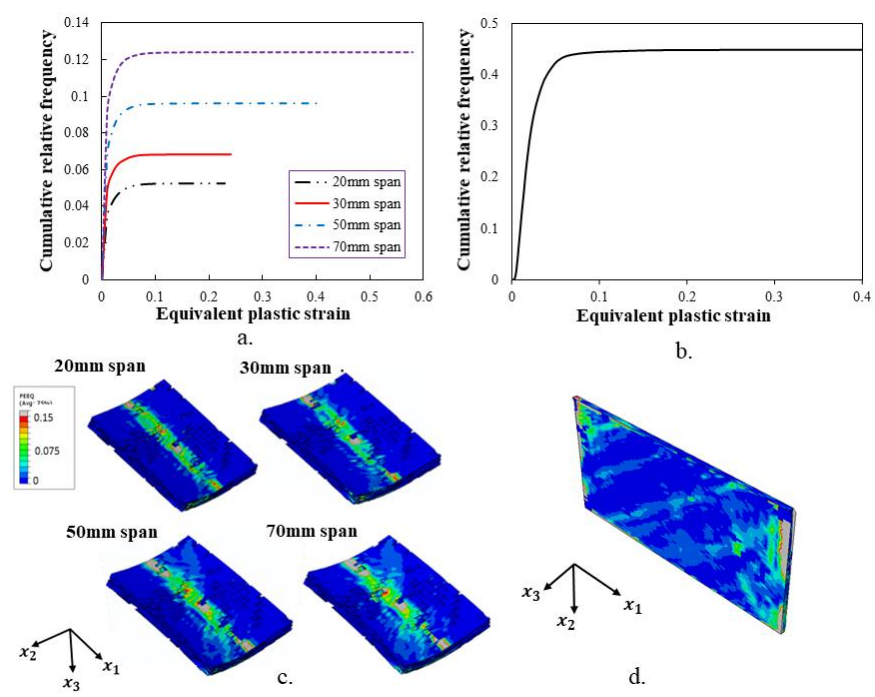 0.14
0.12
0.1
0.08
0.06
0.04
0.02
0
Cumulative relative frequency
0 0.1 0.2 0.3 0.4 0.5 0.6
Equivalent plastic strain
20mm span
30mm span
50mm span
70mm span
a.
0.5
0.4
0.3
0.2
0.1
0
Cumulative relative frequency
0 0.1 0.2 0.3 0.4
Equivalent plastic strain
b.
20mm span
30mm span
PEEQ
(Avg: 75%)
0.15
0.075
0
50mm span
70mm span
x₂
x₃
x₁
c.
x₃
x₂
x₁
d.